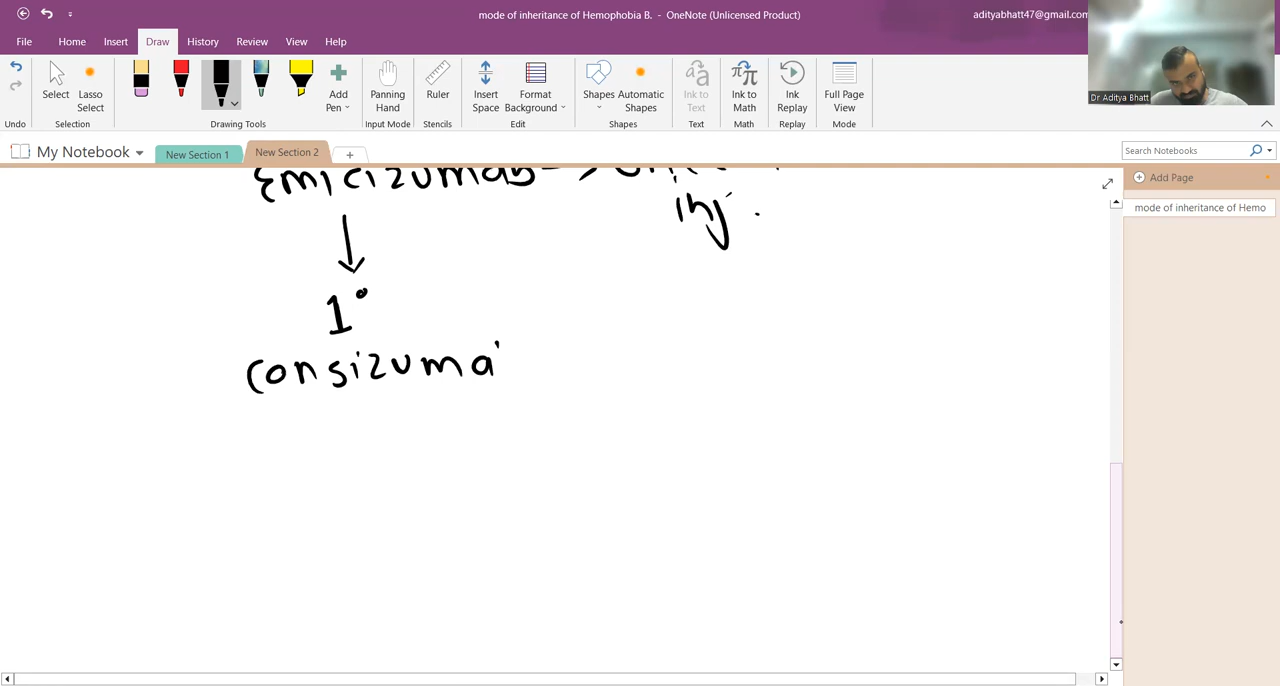 mode of inheritance of Hemophobia B. - OneNote (Unlicensed Product)
adityabhatt47@gmail.com
File Home Insert Draw History Review View Help
Dr Aditya Bhatt
Undo
Select
Lasso Select
Selection
Add Pen
Drawing Tools
Panning Hand
Input Mode
Ruler
Stencils
Insert Space
Format Background
Edit
Shapes
Automatic Shapes
Shapes
Ink to Text
Text
Ink to Math
Math
Ink Replay
Replay
Full Page View
Mode
My Notebook
New Section 1
New Section 2
Search Notebooks
Add Page
mode of inheritance of Hemo
Emicizumab →
inj.
1°
Consizuma